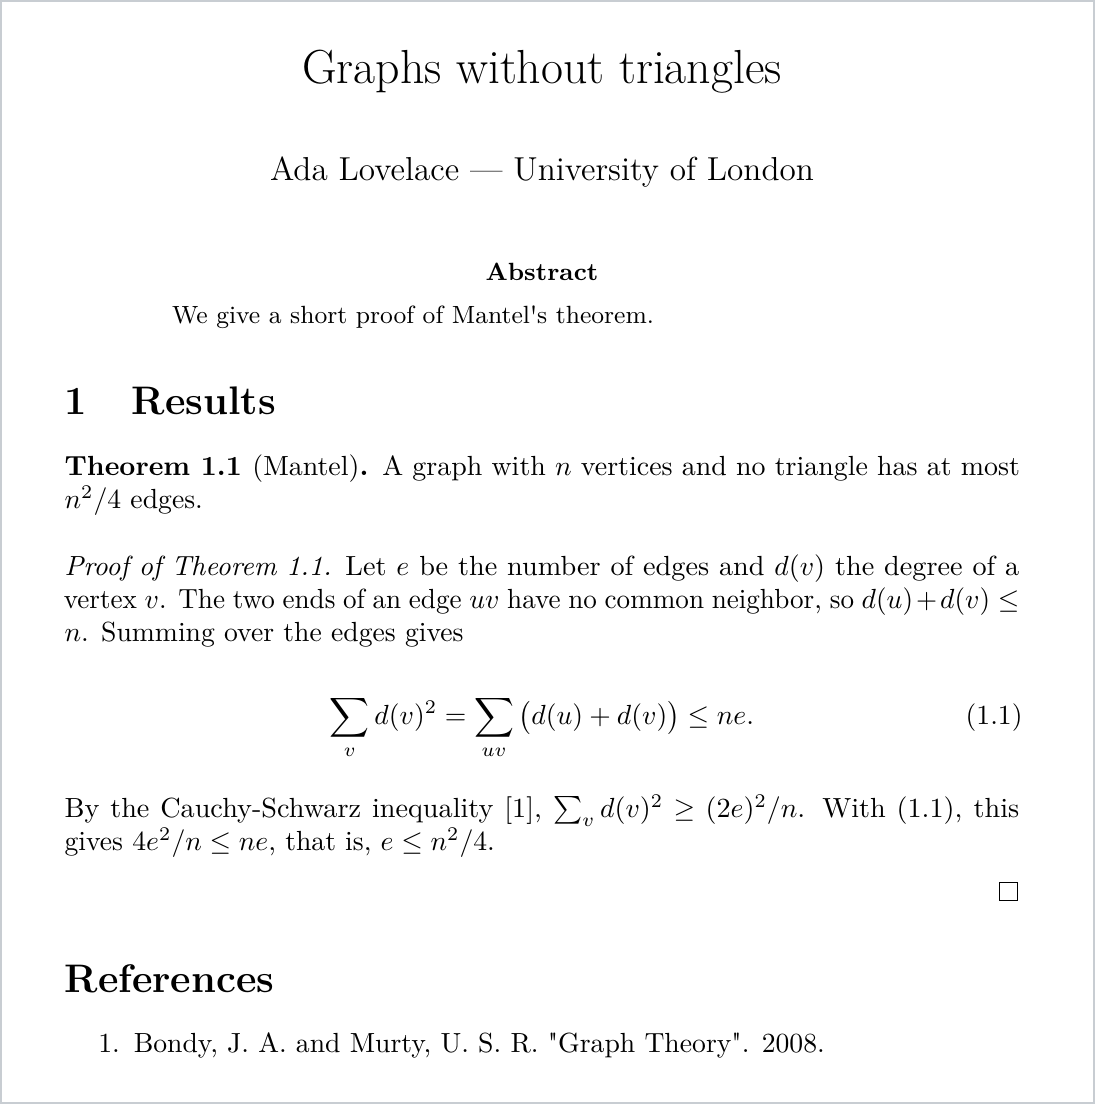 Graphs without triangles
Ada Lovelace — University of London
Abstract
We give a short proof of Mantel's theorem.
1 Results
Theorem 1.1 (Mantel). A graph with n vertices and no triangle has at most
n²/4 edges.
Proof of Theorem 1.1. Let e be the number of edges and d(v) the degree of a
vertex v. The two ends of an edge uv have no common neighbor, so d(u)+d(v) ≤
n. Summing over the edges gives
∑_v d(v)² = ∑_{uv} (d(u) + d(v)) ≤ ne. (1.1)
By the Cauchy-Schwarz inequality [1], ∑_v d(v)² ≥ (2e)²/n. With (1.1), this
gives 4e²/n ≤ ne, that is, e ≤ n²/4.
□
References
1. Bondy, J. A. and Murty, U. S. R. "Graph Theory". 2008.